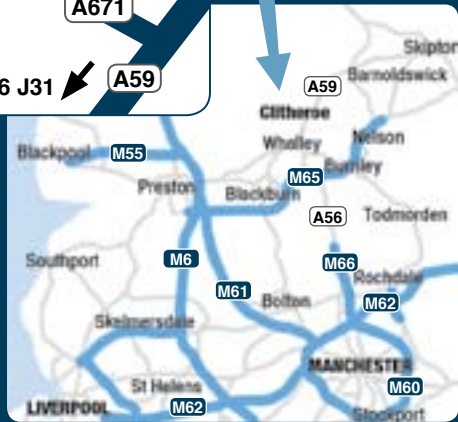 A671
6 J31
A59
Skipton
A59
Barnoldswick
Clitheroe
Whalley
Nelson
Blackpool
M55
Burnley
M65
Preston
Blackburn
A56
Todmorden
Southport
M6
M66
Rochdale
M61
Bolton
M62
Skelmersdale
MANCHESTER
St Helens
M60
LIVERPOOL
M62
Stockport